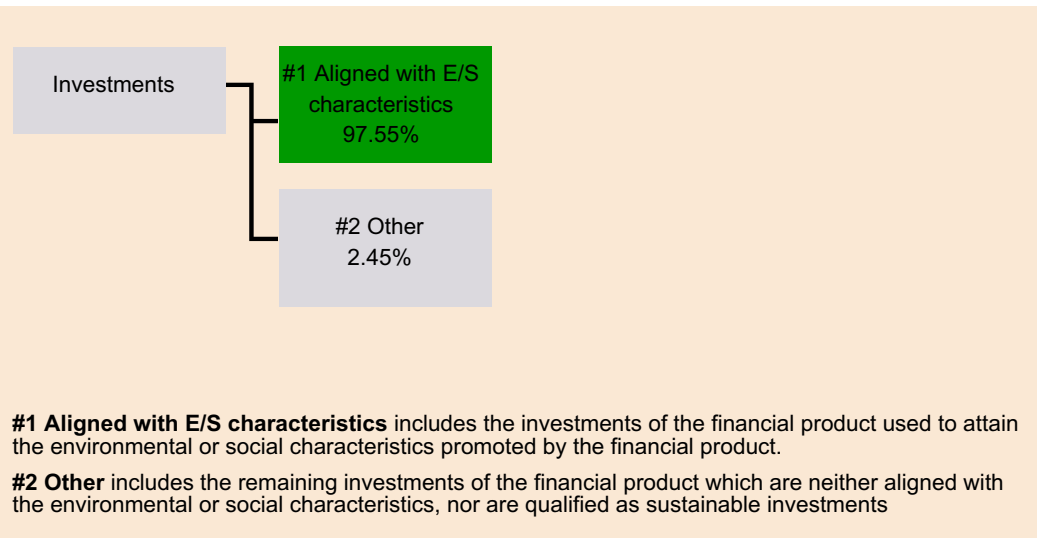 Investments
#1 Aligned with E/S
characteristics
97.55%
#2 Other
2.45%
#1 Aligned with E/S characteristics includes the investments of the financial product used to attain
the environmental or social characteristics promoted by the financial product.
#2 Other includes the remaining investments of the financial product which are neither aligned with
the environmental or social characteristics, nor are qualified as sustainable investments